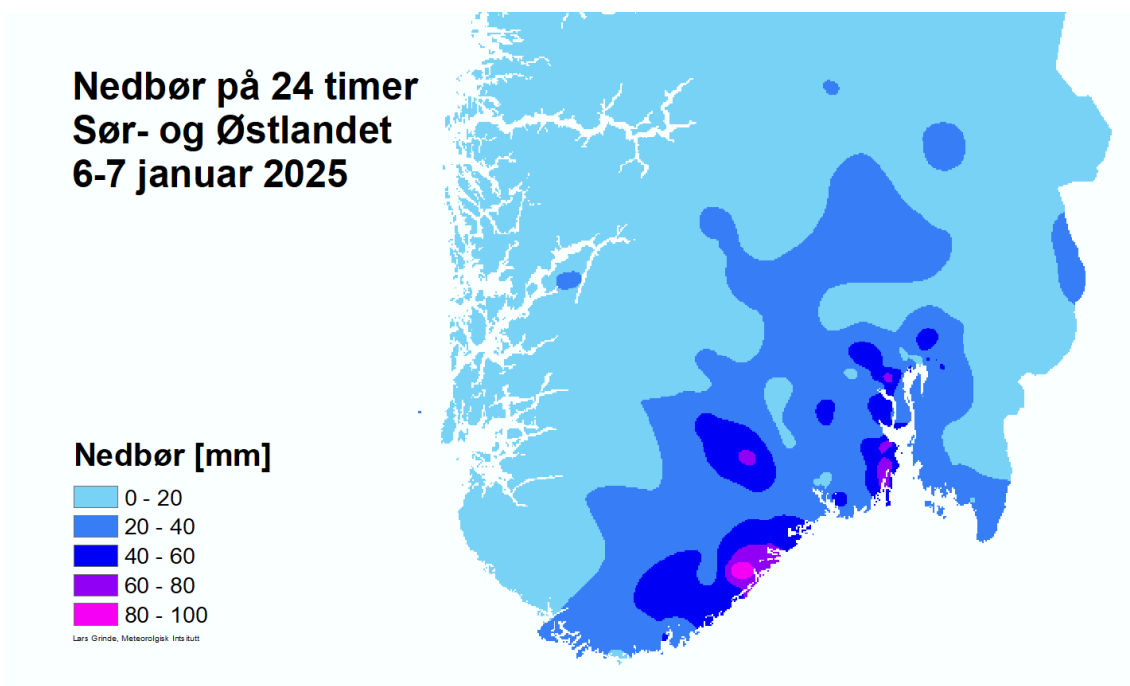 Nedbør på 24 timer
Sør- og Østlandet
6-7 januar 2025
Nedbør [mm]
0 - 20
20 - 40
40 - 60
60 - 80
80 - 100
Lars Grinde, Meteorolgisk Intsitutt